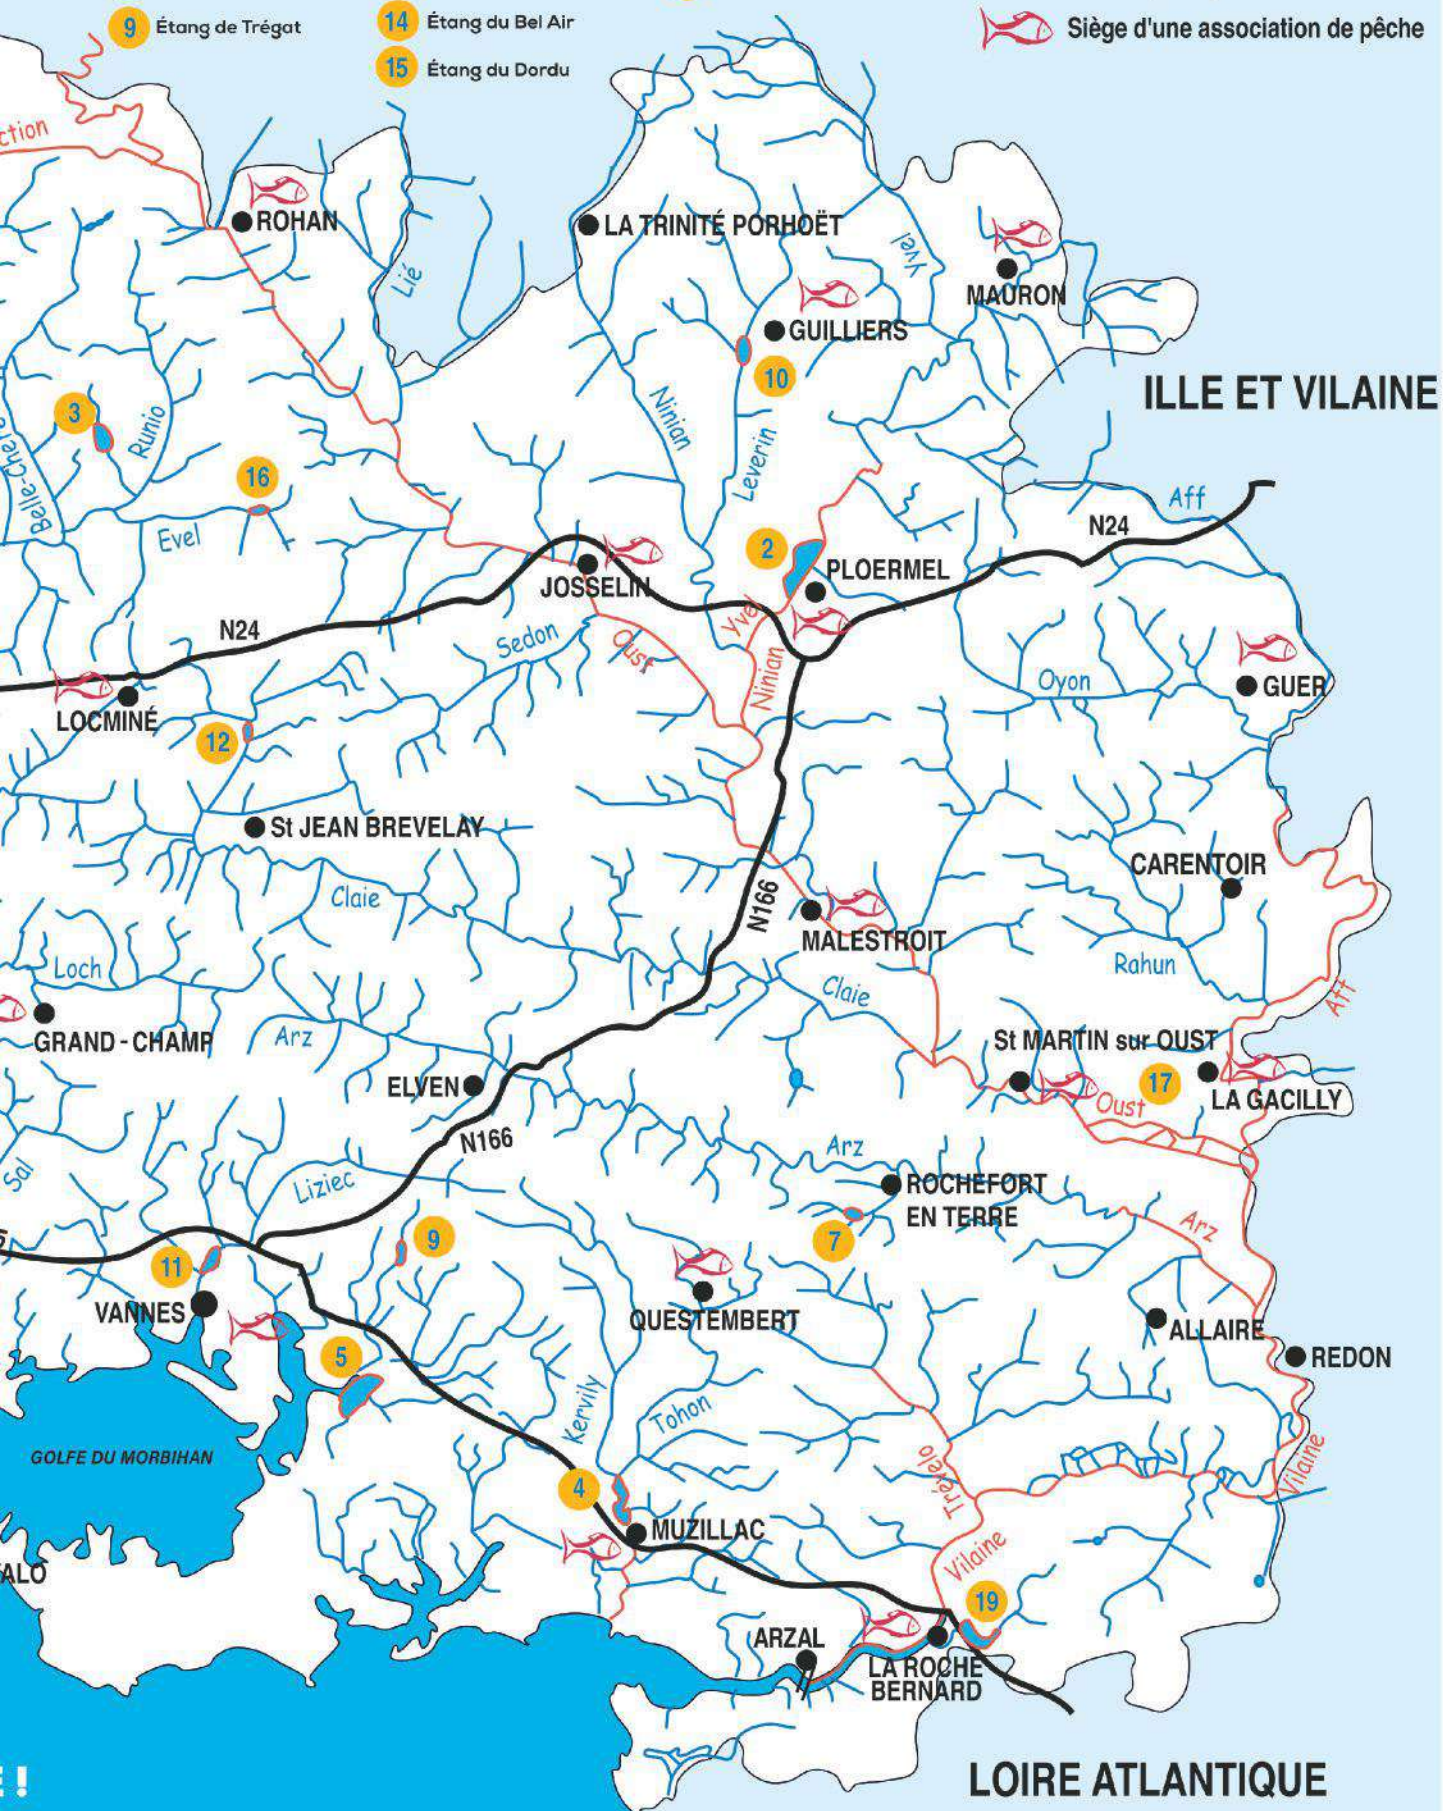 9 Étang de Trégat
14 Étang du Bel Air
15 Étang du Dordu
Siège d'une association de pêche
ction
ROHAN
LA TRINITÉ PORHOËT
Yvel
Lié
MAURON
GUILLIERS
10
ILLE ET VILAINE
3
Runio
Ninian
Belle-Chère
Leverin
16
Aff
Evel
N24
2
PLOERMEL
JOSSELIN
N24
Sedon
Oust
Yvel
Ninian
Oyon
GUER
LOCMINÉ
12
St JEAN BREVELAY
CARENTOIR
Claie
N166
MALESTROIT
Rahun
Loch
Claie
Aff
GRAND-CHAMP
Arz
St MARTIN sur OUST
ELVEN
17
Oust
LA GACILLY
N166
Arz
Sal
Liziec
ROCHEFORT
EN TERRE
Arz
9
7
11
VANNES
QUESTEMBERT
ALLAIRE
5
REDON
Kervily
Tohon
GOLFE DU MORBIHAN
Trévelo
Vilaine
4
MUZILLAC
Vilaine
ALO
19
ARZAL
LA ROCHE
BERNARD
E !
LOIRE ATLANTIQUE